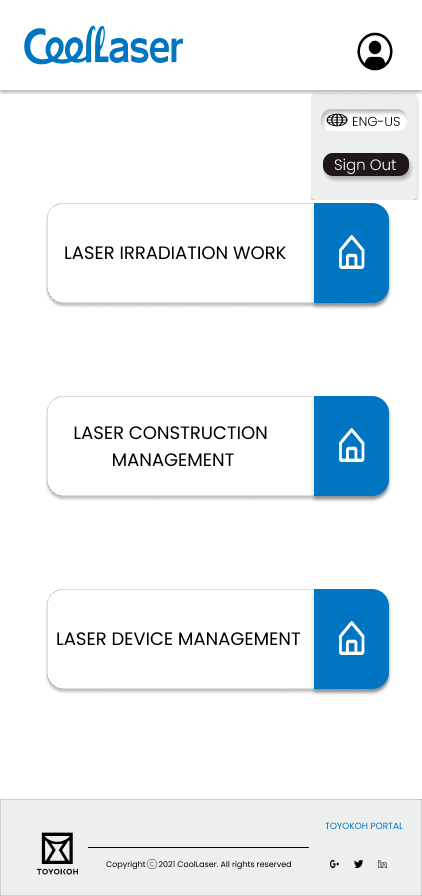 CoolLaser
ENG-US
Sign Out
LASER IRRADIATION WORK
LASER CONSTRUCTION
MANAGEMENT
LASER DEVICE MANAGEMENT
TOYOKOH PORTAL
TOYOKOH
Copyright ⓒ 2021 CoolLaser. All rights reserved
G+
in